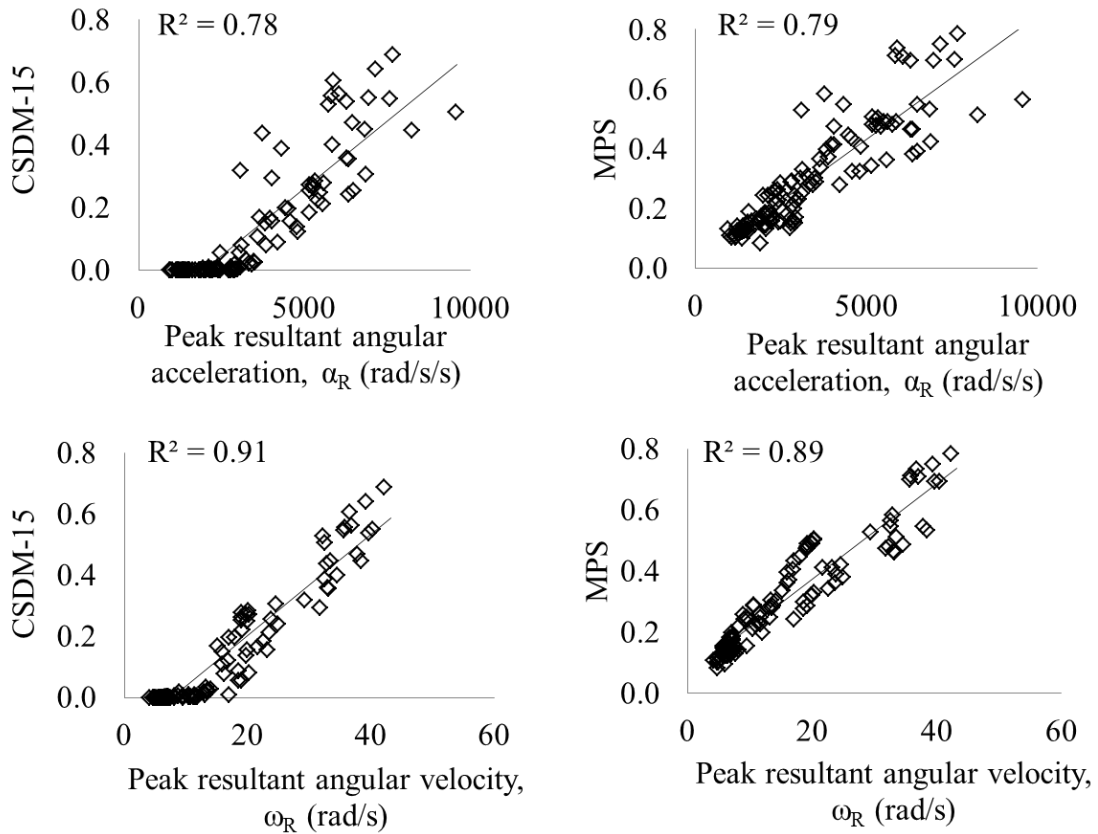 R² = 0.78
CSDM-15
0.8
0.6
0.4
0.2
0.0
0
5000
10000
Peak resultant angular
acceleration, αR (rad/s/s)
R² = 0.79
MPS
0.8
0.6
0.4
0.2
0.0
0
5000
10000
Peak resultant angular
acceleration, αR (rad/s/s)
R² = 0.91
CSDM-15
0.8
0.6
0.4
0.2
0.0
0
20
40
60
Peak resultant angular velocity,
ωR (rad/s)
R² = 0.89
MPS
0.8
0.6
0.4
0.2
0.0
0
20
40
60
Peak resultant angular velocity,
ωR (rad/s)